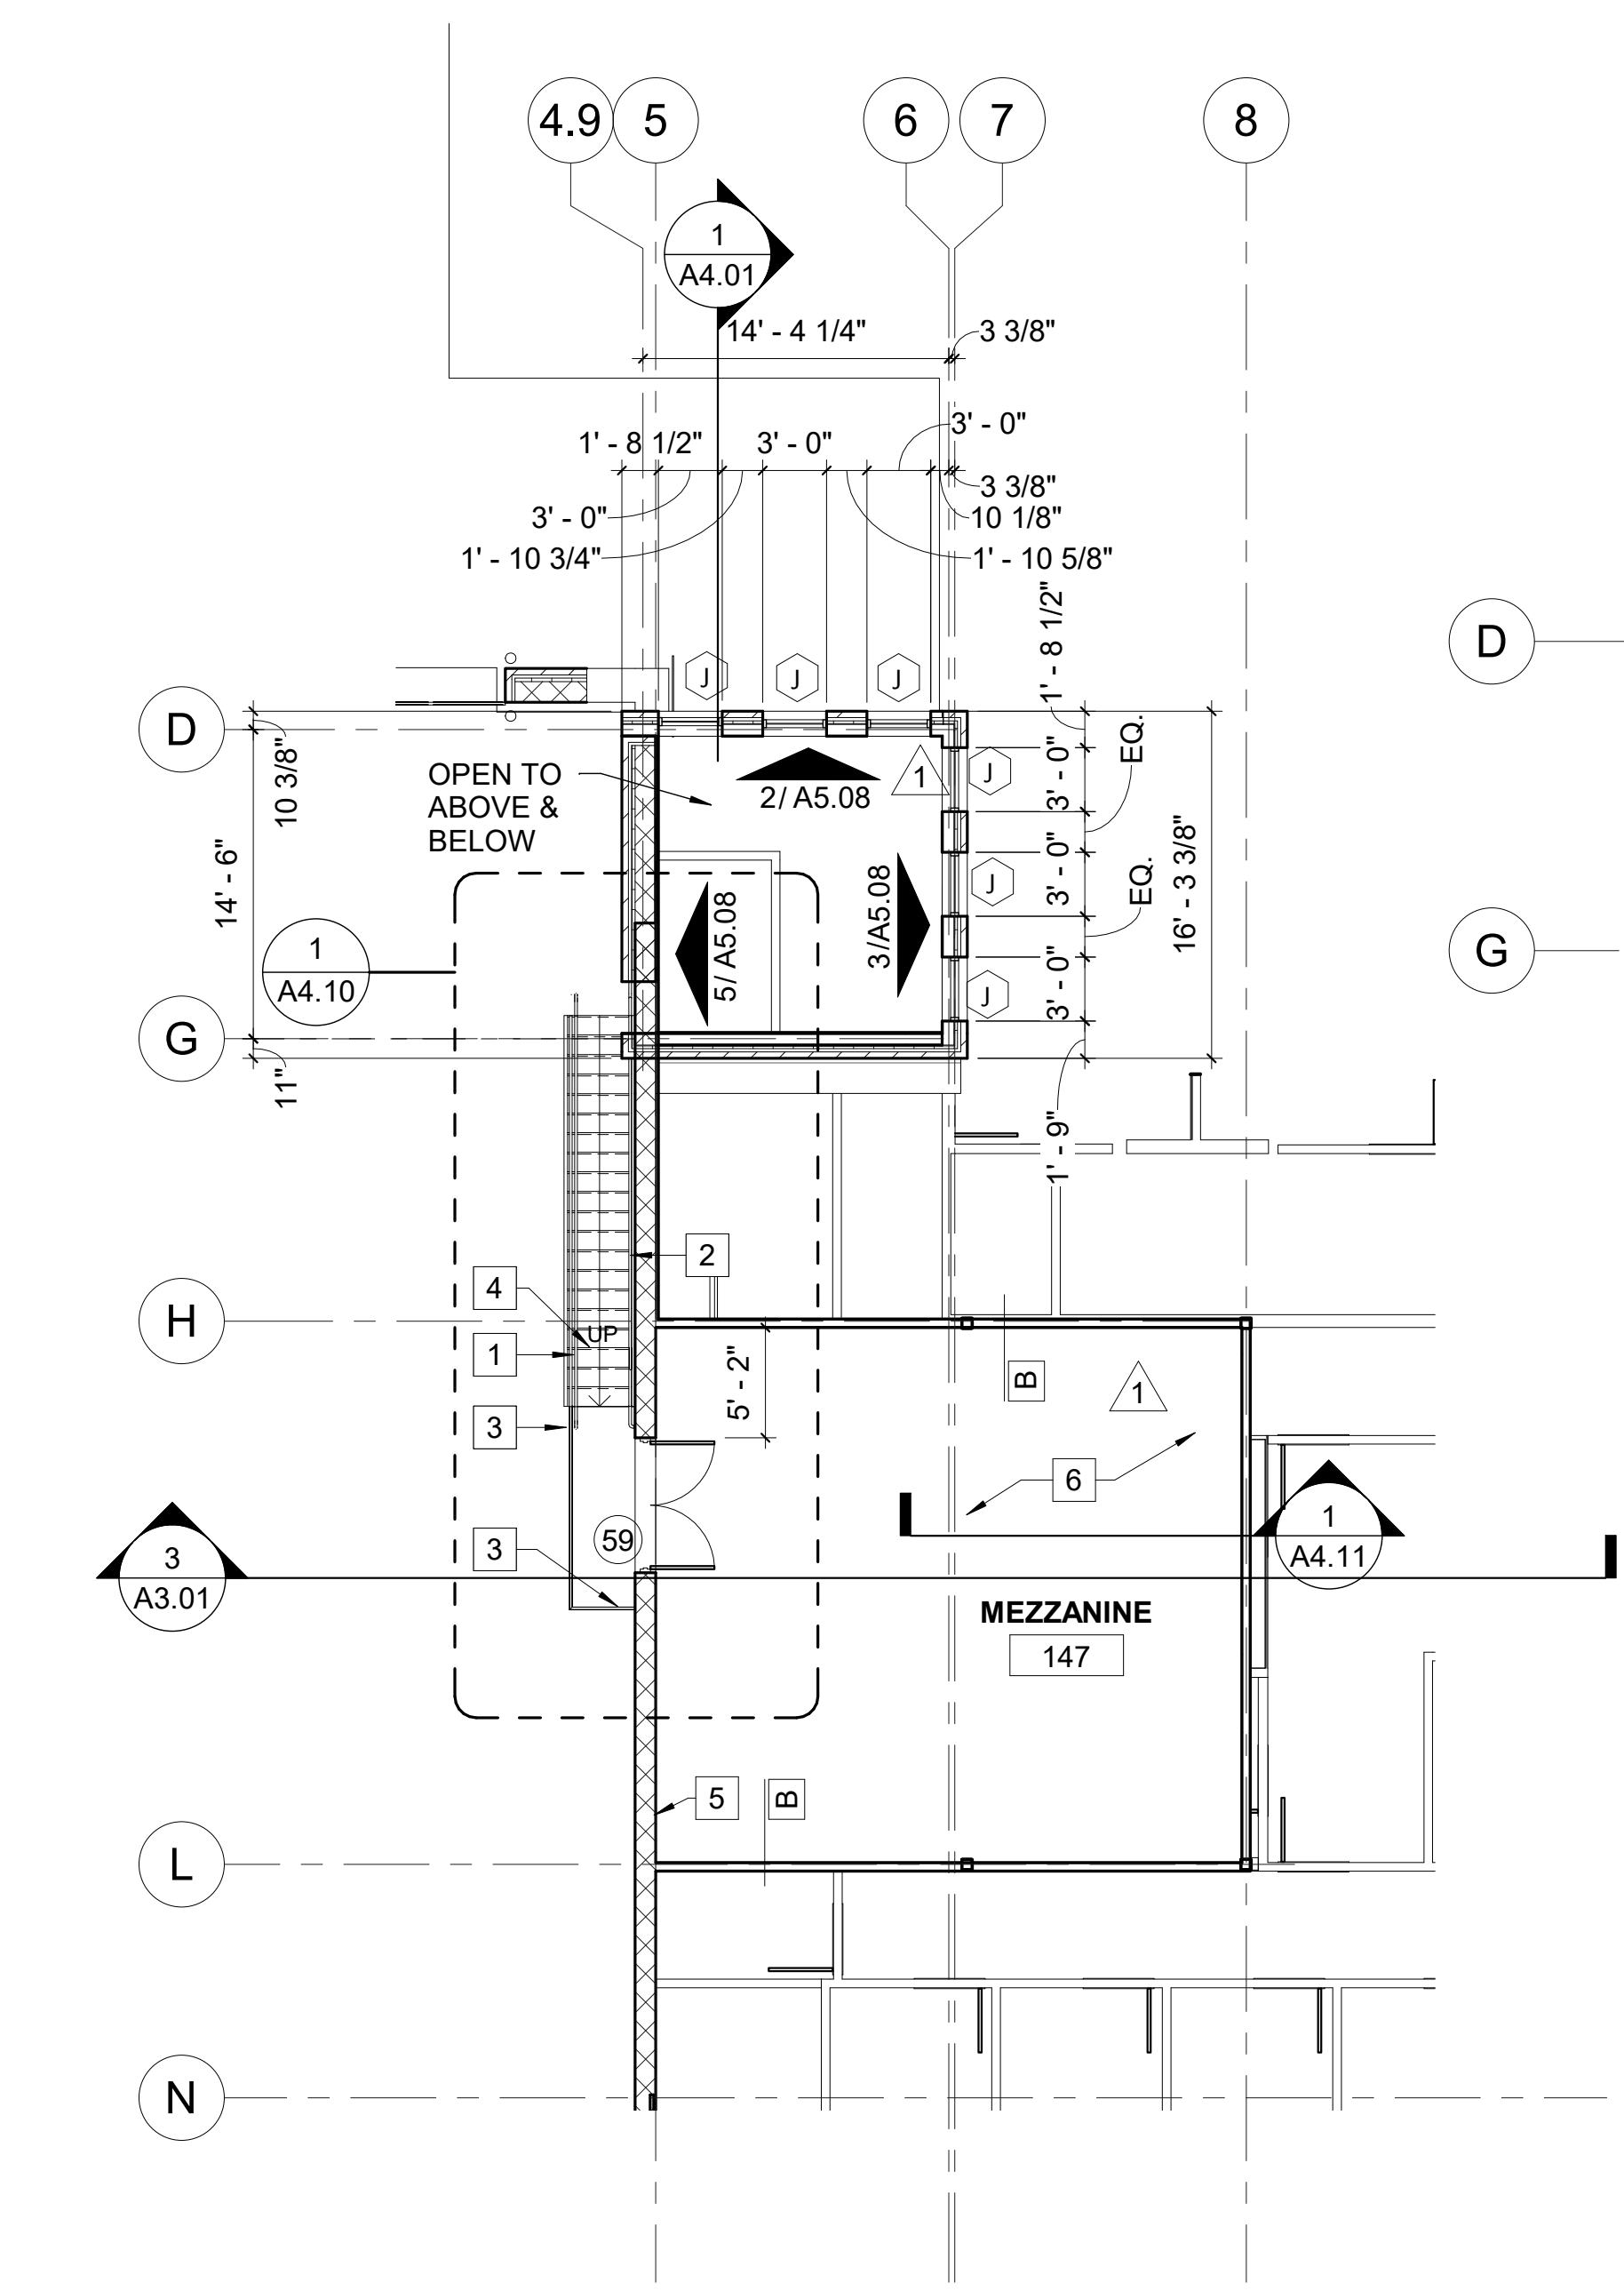 4.9
5
6
7
8
1
A4.01
14' - 4 1/4"
3 3/8"
3' - 0"
1' - 8 1/2"
3' - 0"
3 3/8"
3' - 0"
10 1/8"
1' - 10 3/4"
1' - 10 5/8"
1' - 8 1/2"
D
J
J
J
D
10 3/8"
OPEN TO
ABOVE &
BELOW
2/ A5.08
1
J
3' - 0"
EQ.
14' - 6"
5/ A5.08
3/A5.08
J
3' - 0"
EQ.
16' - 3 3/8"
G
1
A4.10
J
3' - 0"
G
11"
1' - 9"
2
4
H
UP
1
5' - 2"
B
1
3
6
59
3
1
A4.11
3
A3.01
MEZZANINE
147
5
B
L
N